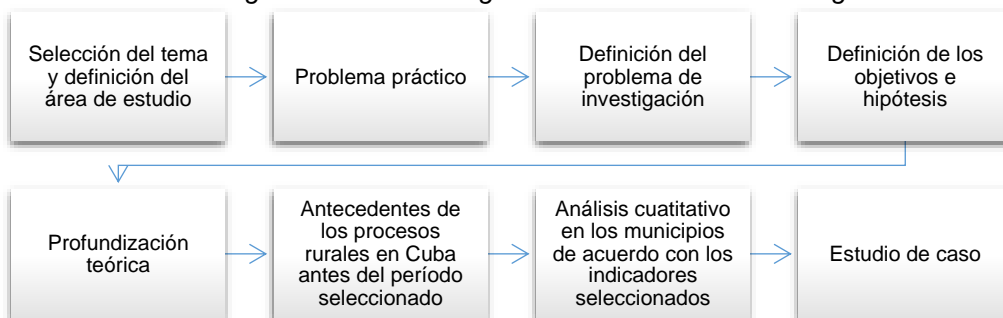 Selección del tema
y definición del
área de estudio
Problema práctico
Definición del
problema de
investigación
Definición de los
objetivos e
hipótesis
Profundización
teórica
Antecedentes de
los procesos
rurales en Cuba
antes del período
seleccionado
Análisis cuatitativo
en los municipios
de acuerdo con los
indicadores
seleccionados
Estudio de caso